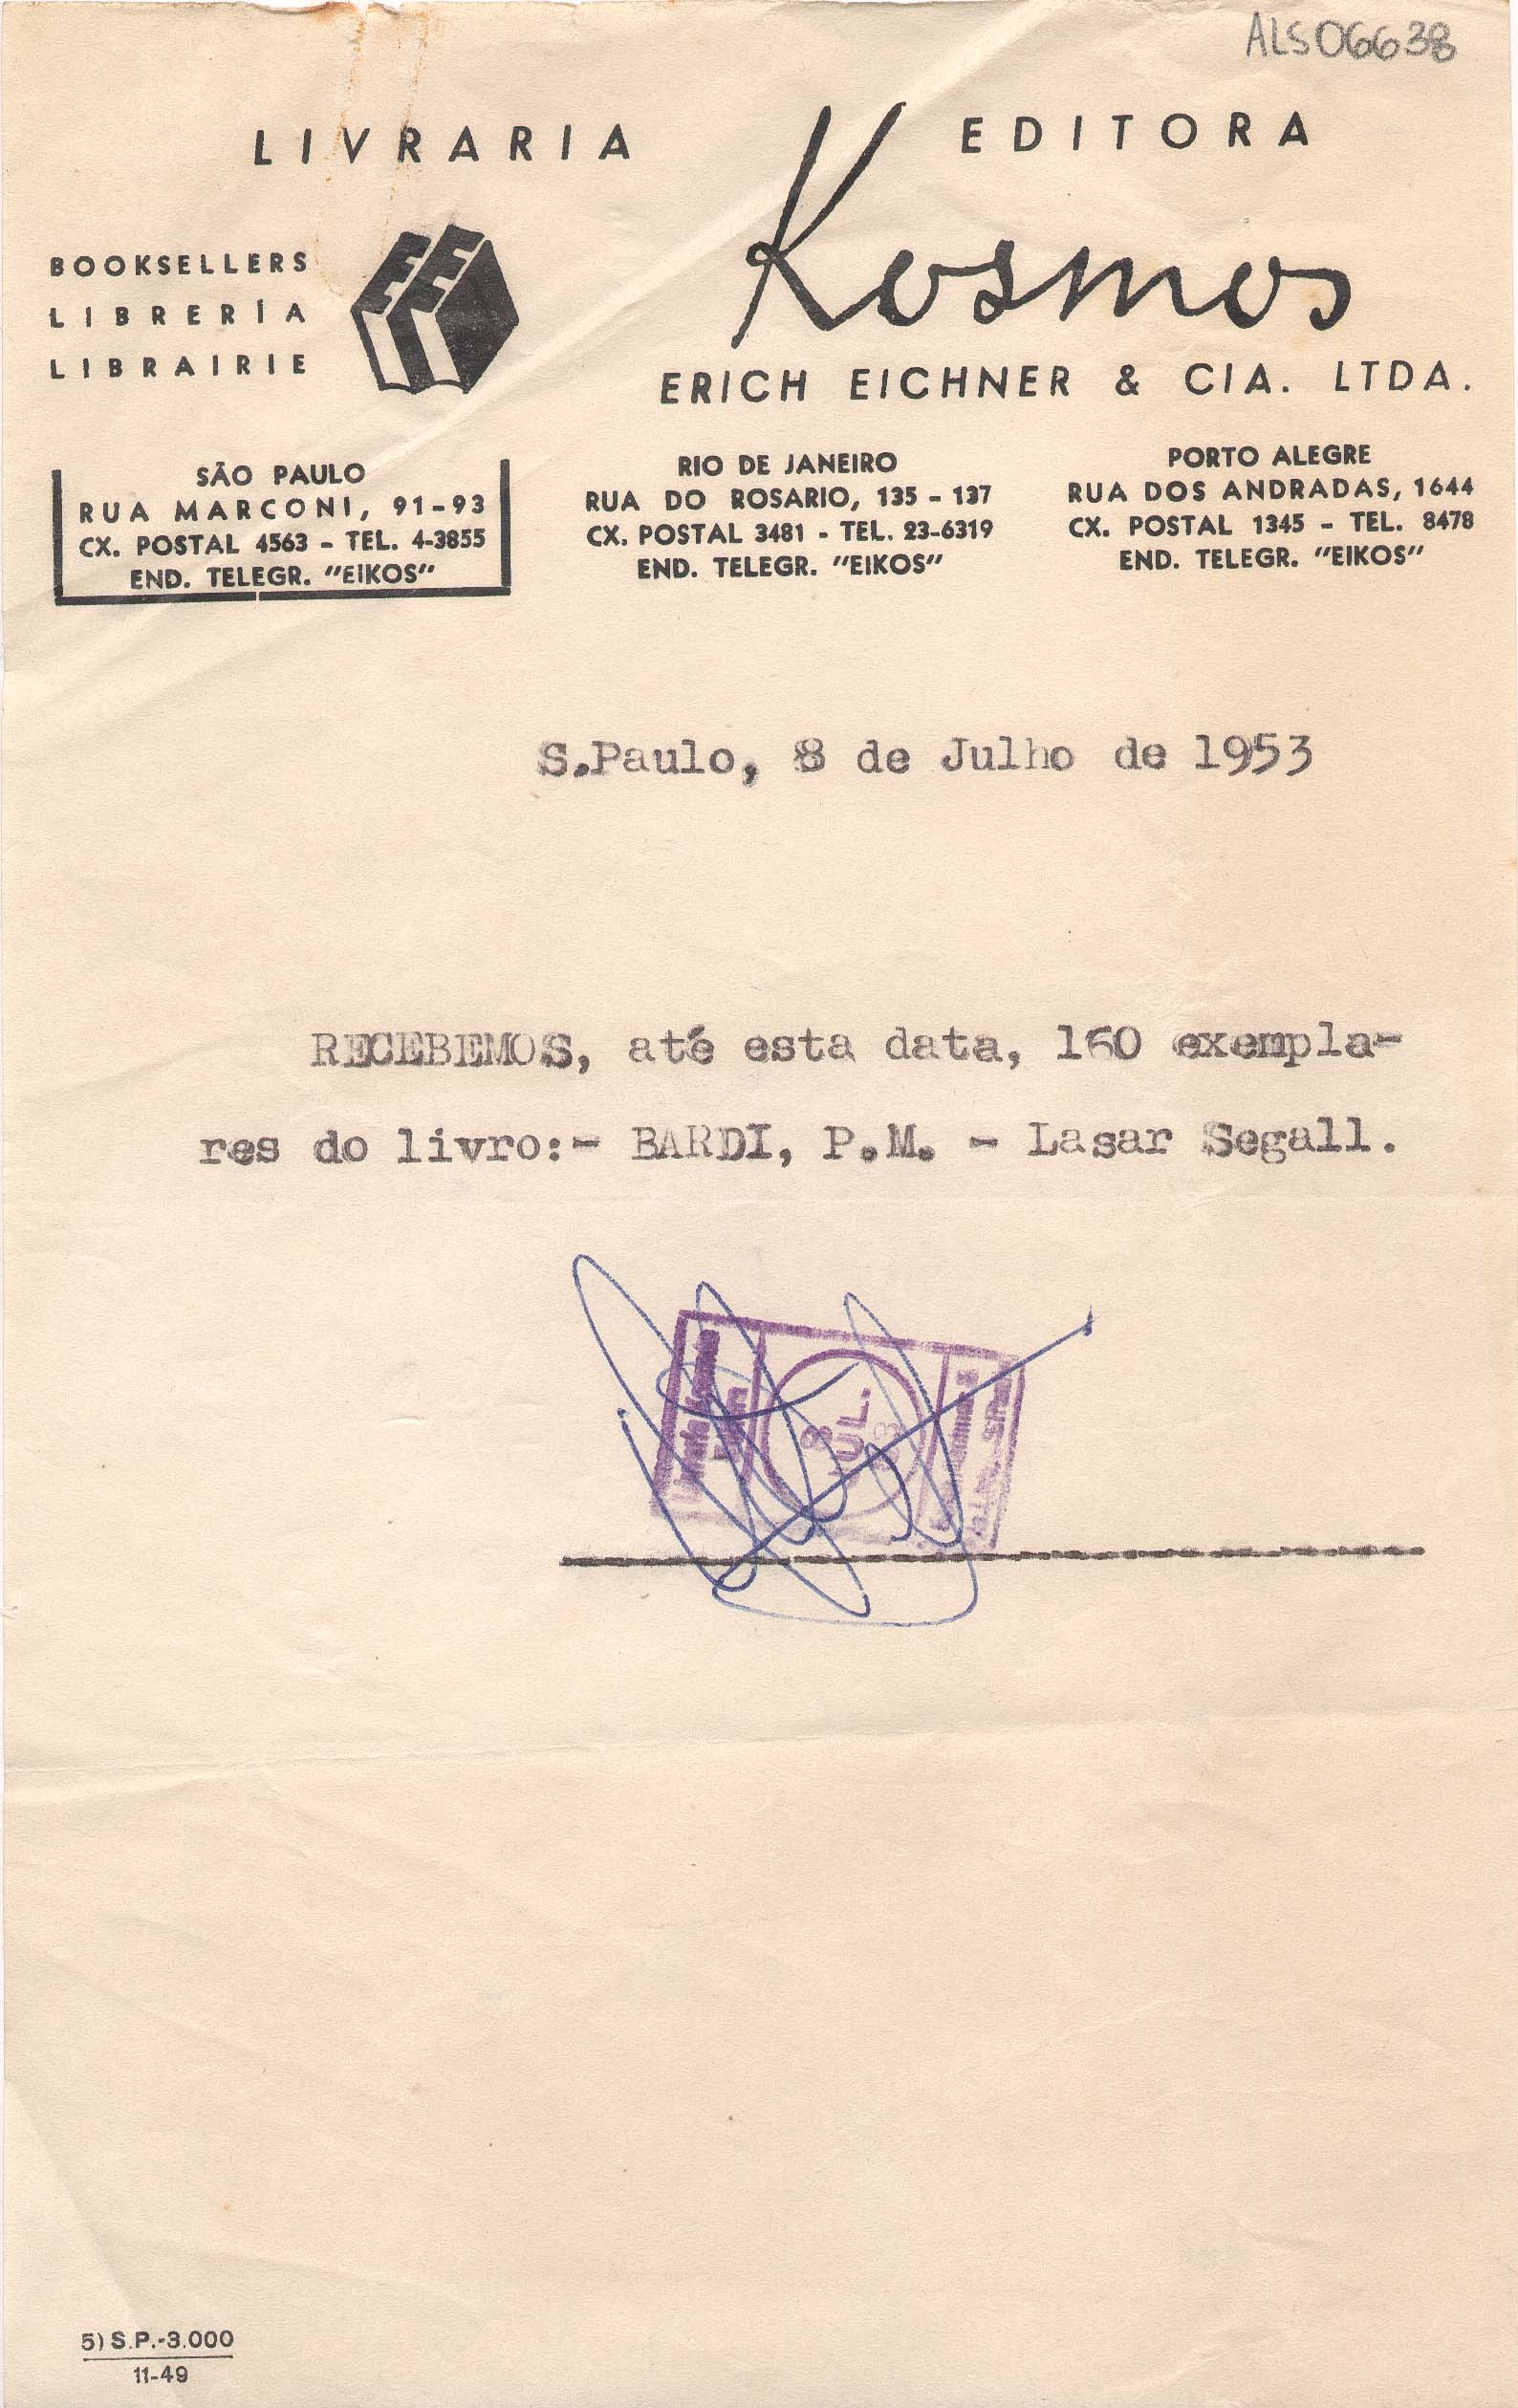 ALS06638
LIVRARIA EDITORA
Kosmos
BOOKSELLERS
LIBRERÍA
LIBRAIRIE
ERICH EICHNER & CIA. LTDA.
SÃO PAULO
RUA MARCONI, 91-93
CX. POSTAL 4563 - TEL. 4-3855
END. TELEGR. "EIKOS"
RIO DE JANEIRO
RUA DO ROSARIO, 135 - 137
CX. POSTAL 3481 - TEL. 23-6319
END. TELEGR. "EIKOS"
PORTO ALEGRE
RUA DOS ANDRADAS, 1644
CX. POSTAL 1345 - TEL. 8478
END. TELEGR. "EIKOS"
S.Paulo, 8 de Julho de 1953
RECEBEMOS, até esta data, 160 exempla-
res do livro:- BARDI, P.M. - Lasar Segall.
8
JUL.
5) S.P.-3.000
11-49